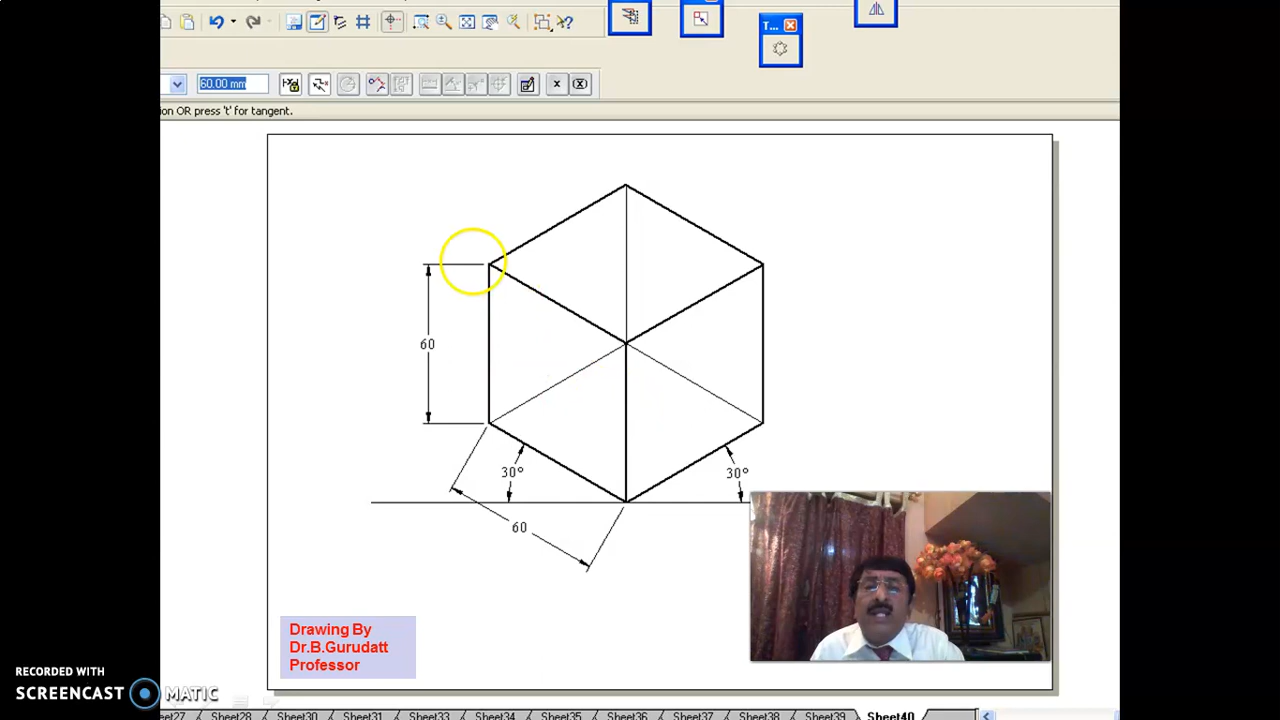 T...
60.00 mm
ion OR press 't' for tangent.
60
30°
30°
60
Drawing By
Dr.B.Gurudatt
Professor
RECORDED WITH
SCREENCAST MATIC
Sheet28 Sheet30 Sheet31 Sheet33 Sheet34 Sheet35 Sheet36 Sheet37 Sheet38 Sheet39 Sheet40